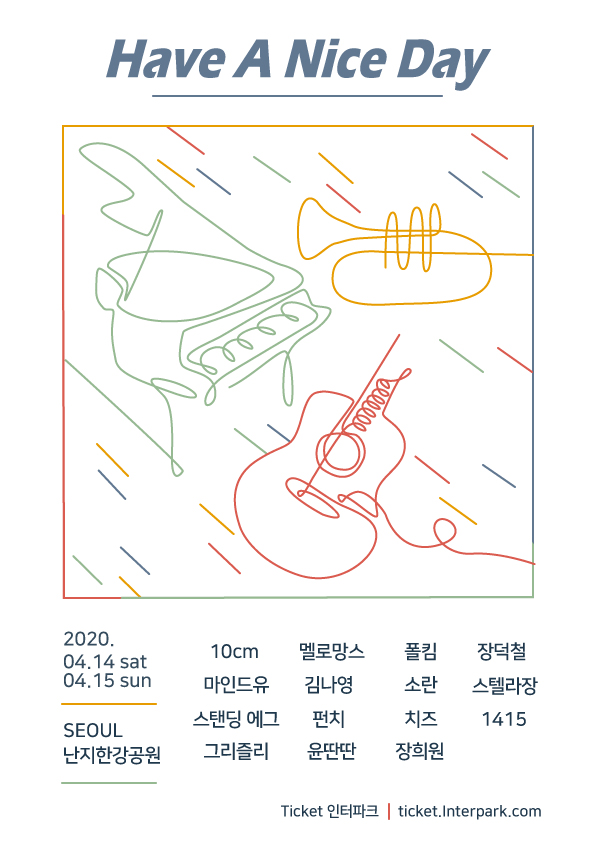 Have A Nice Day
2020.
04.14 sat
04.15 sun
SEOUL
난지한강공원
10cm 멜로망스 폴킴 장덕철
마인드유 김나영 소란 스텔라장
스탠딩 에그 펀치 치즈 1415
그리즐리 윤딴딴 장희원
Ticket 인터파크 | ticket.Interpark.com